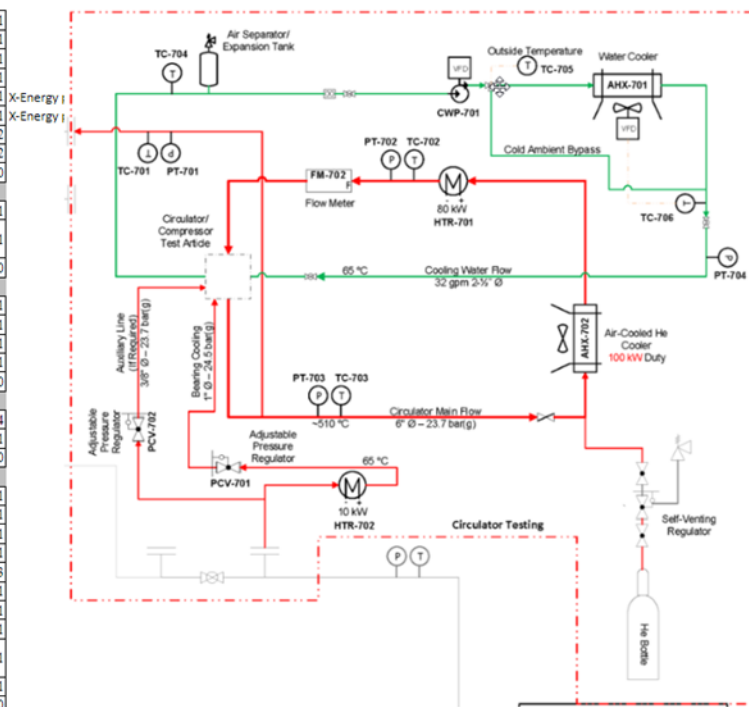 X-Energy
X-Energy
Air Separator/
Expansion Tank
TC-704
T
VFD
CWP-701
Outside Temperature
T
TC-705
Water Cooler
AHX-701
VFD
Cold Ambient Bypass
TC-706
T
P
PT-704
TC-701
T
P
PT-701
PT-702
TC-702
P
T
FM-702
F
Flow Meter
M
80 kW
HTR-701
Circulator/
Compressor
Test Article
65 °C
Cooling Water Flow
32 gpm 2-½" Ø
AHX-702
Air-Cooled He
Cooler
100 kW Duty
Auxiliary Line
(If Required)
3/8" Ø – 23.7 bar(g)
Bearing Cooling
1" Ø – 24.5 bar(g)
PT-703
TC-703
P
T
~510 °C
Circulator Main Flow
6" Ø – 23.7 bar(g)
Adjustable
Pressure
Regulator
PCV-702
Adjustable
Pressure
Regulator
PCV-701
65 °C
M
10 kW
HTR-702
Circulator Testing
P
T
Self-Venting
Regulator
He Bottle